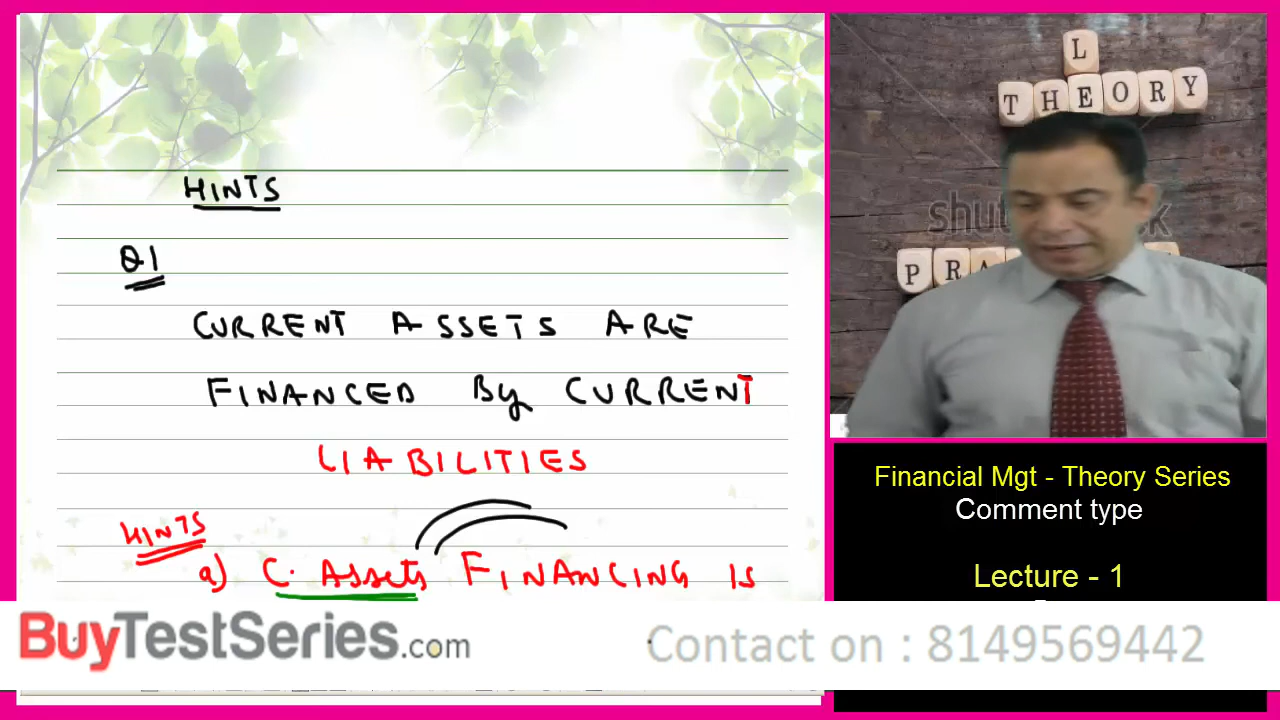 HINTS
Q1
CURRENT ASSETS ARE
FINANCED By CURRENT
LIABILITIES
HINTS
a) C. Assets FINANCING IS
L
THEORY
PRA
Financial Mgt - Theory Series
Comment type
Lecture - 1
BuyTestSeries.com
Contact on : 8149569442